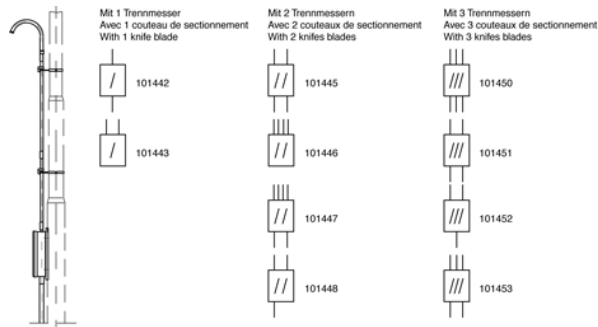 Mit 1 Trennmesser
Avec 1 couteau de sectionnement
With 1 knife blade
101442
101443
Mit 2 Trennmessern
Avec 2 couteaux de sectionnement
With 2 knifes blades
101445
101446
101447
101448
Mit 3 Trennmessern
Avec 3 couteaux de sectionnement
With 3 knifes blades
101450
101451
101452
101453